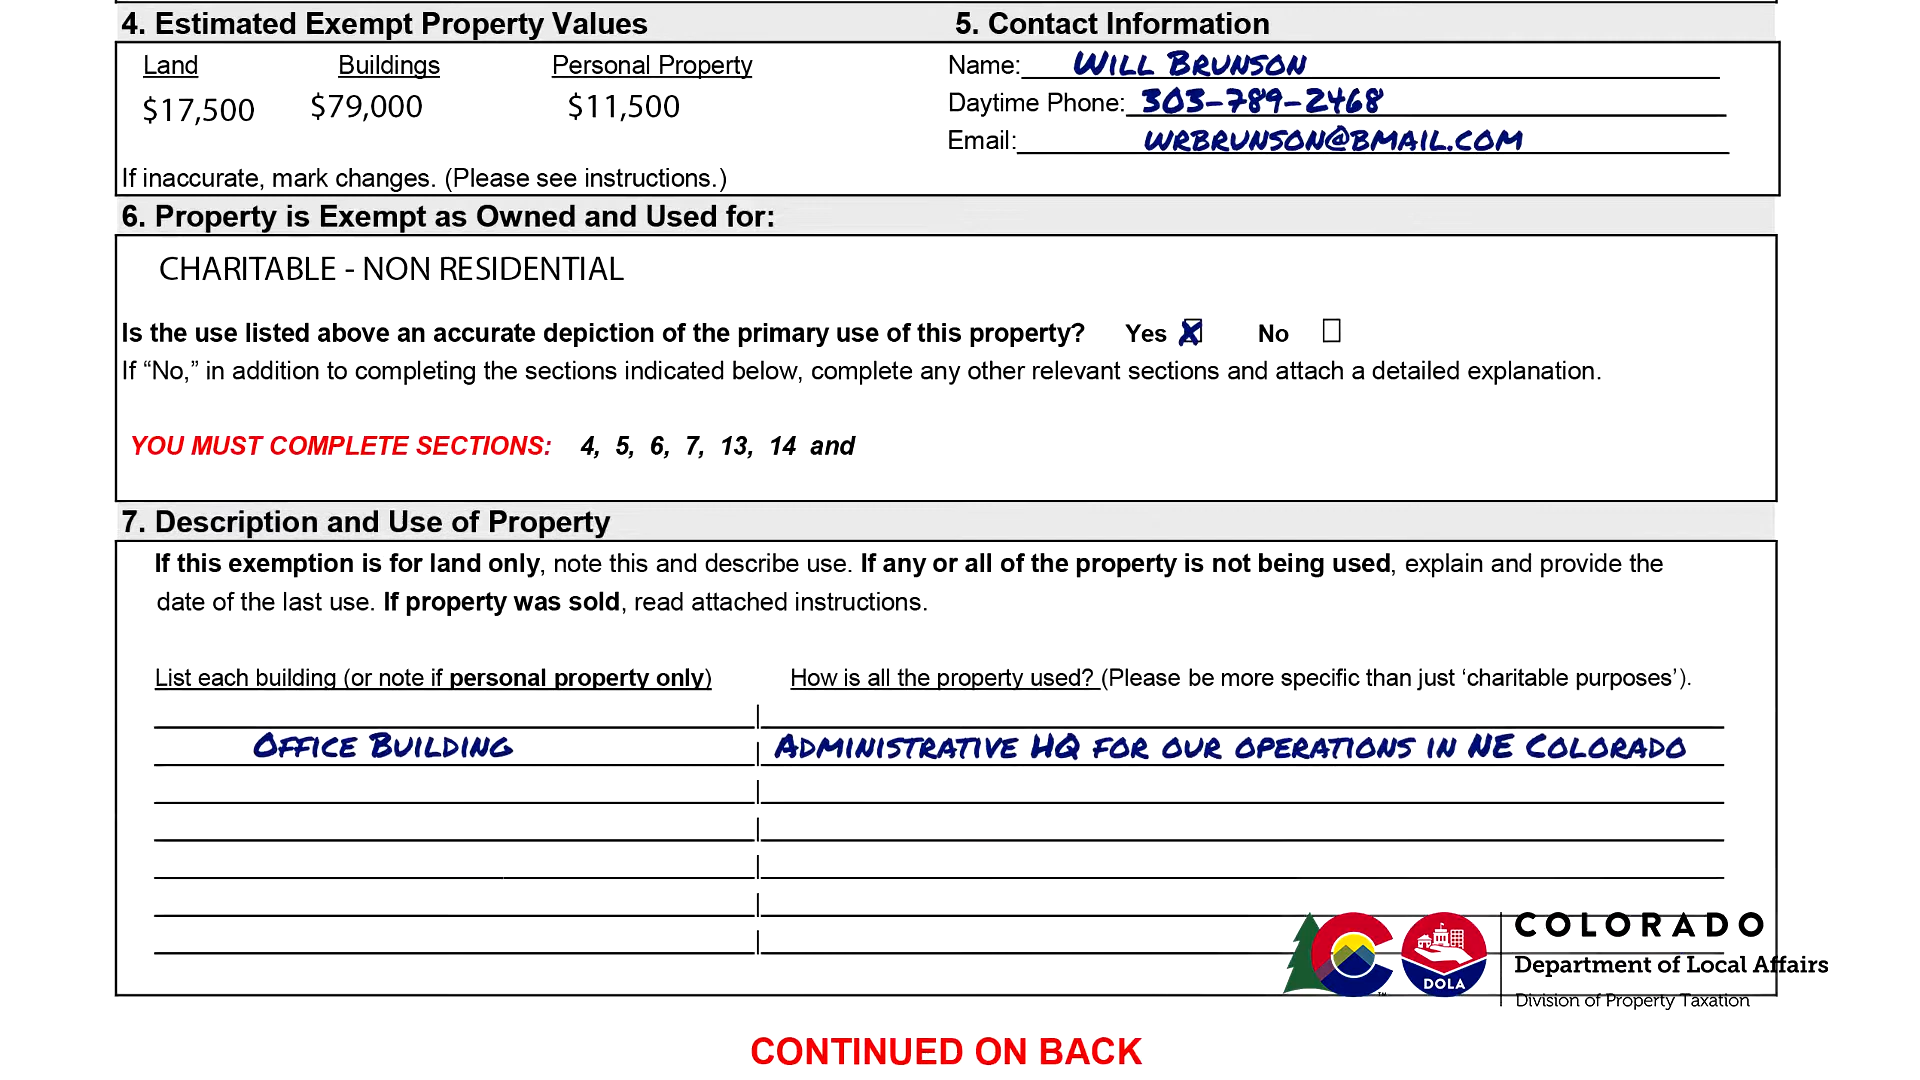 4. Estimated Exempt Property Values
Land Buildings Personal Property
$17,500 $79,000 $11,500
If inaccurate, mark changes. (Please see instructions.)
5. Contact Information
Name: WILL BRUNSON
Daytime Phone: 303-789-2468
Email: WRBRUNSON@BMAIL.COM
6. Property is Exempt as Owned and Used for:
CHARITABLE - NON RESIDENTIAL
Is the use listed above an accurate depiction of the primary use of this property? Yes X No
If “No,” in addition to completing the sections indicated below, complete any other relevant sections and attach a detailed explanation.
YOU MUST COMPLETE SECTIONS: 4, 5, 6, 7, 13, 14 and
7. Description and Use of Property
If this exemption is for land only, note this and describe use. If any or all of the property is not being used, explain and provide the
date of the last use. If property was sold, read attached instructions.
List each building (or note if personal property only) How is all the property used? (Please be more specific than just ‘charitable purposes’).
OFFICE BUILDING ADMINISTRATIVE HQ FOR OUR OPERATIONS IN NE COLORADO
COLORADO
Department of Local Affairs
DOLA
Division of Property Taxation
TM
CONTINUED ON BACK